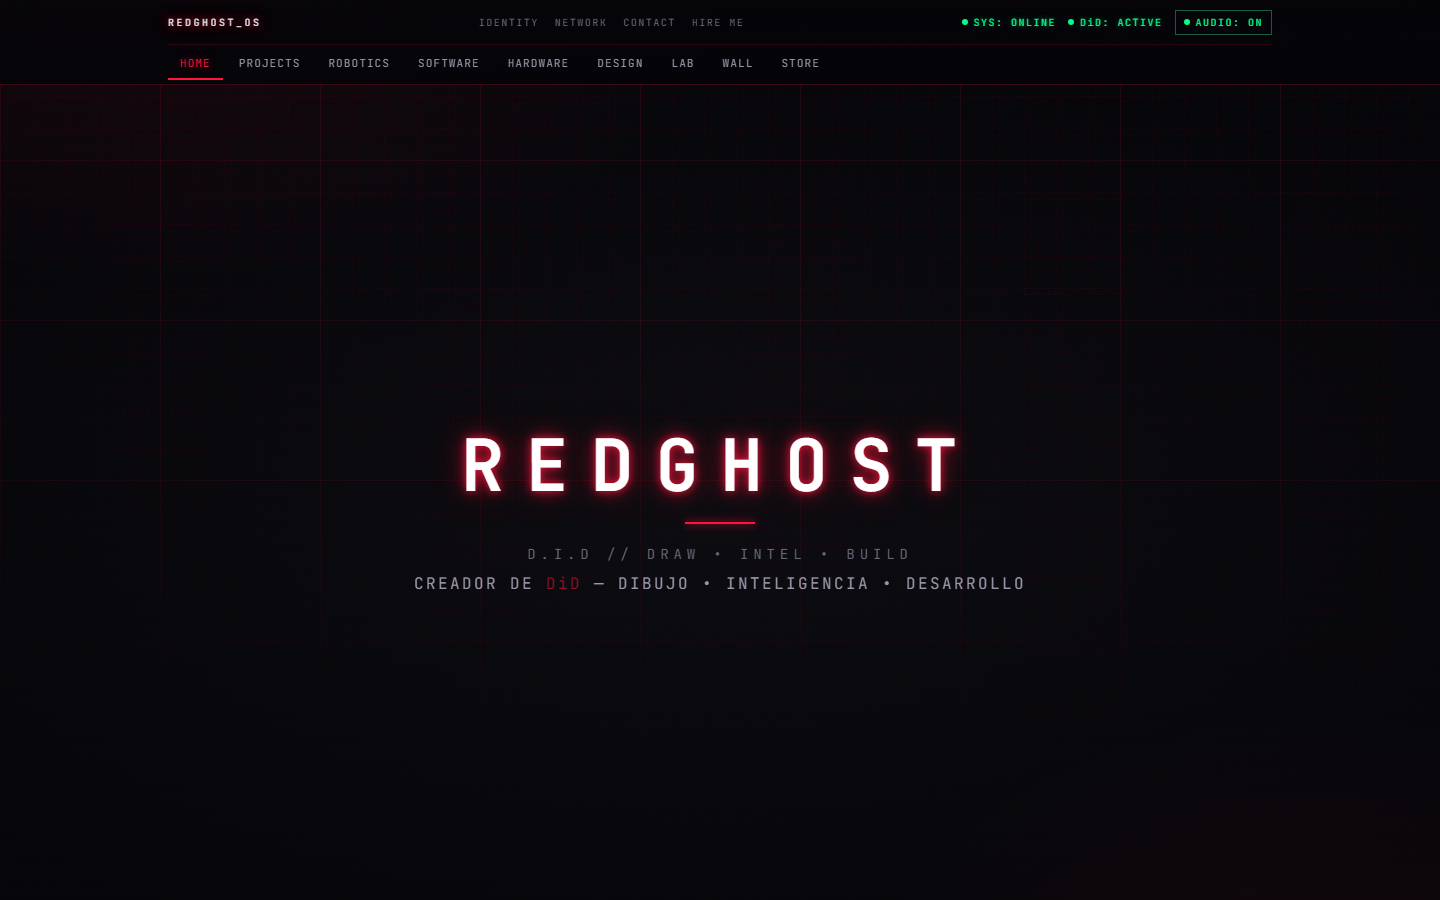 REDGHOST_OS IDENTITY NETWORK CONTACT HIRE ME SYS: ONLINE DiD: ACTIVE AUDIO: ON
HOME PROJECTS ROBOTICS SOFTWARE HARDWARE DESIGN LAB WALL STORE
REDGHOST
D.I.D // DRAW • INTEL • BUILD
CREADOR DE DiD — DIBUJO • INTELIGENCIA • DESARROLLO